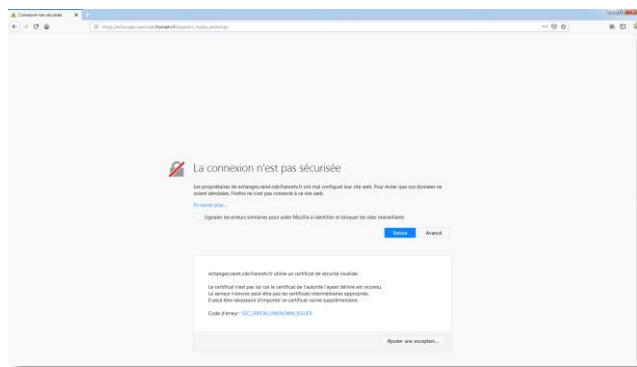 Connexion non sécurisée
La connexion n'est pas sécurisée
Les propriétaires de echanges.varet.cde.francetv.fr ont mal configuré leur site web. Pour éviter que vos données ne
soient dérobées, Firefox ne s'est pas connecté à ce site web.
En savoir plus...
Signaler les erreurs similaires pour aider Mozilla à identifier et bloquer les sites malveillants
Retour Avancé
utilise un certificat de sécurité invalide.
Le certificat n'est pas sûr car le certificat de l'autorité l'ayant délivré est inconnu.
Le serveur n'envoie peut-être pas les certificats intermédiaires appropriés.
Il peut être nécessaire d'importer un certificat racine supplémentaire.
Code d'erreur : SEC_ERROR_UNKNOWN_ISSUER
Ajouter une exception...